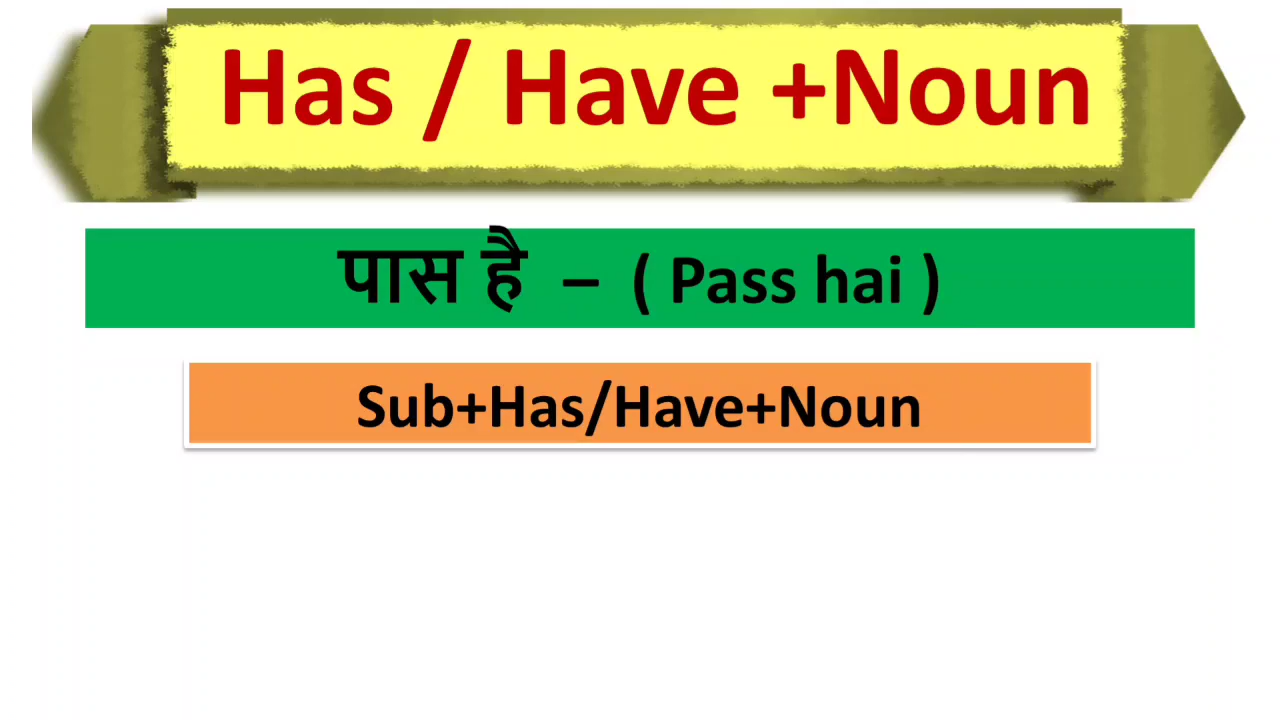 Has / Have +Noun
पास है – ( Pass hai )
Sub+Has/Have+Noun